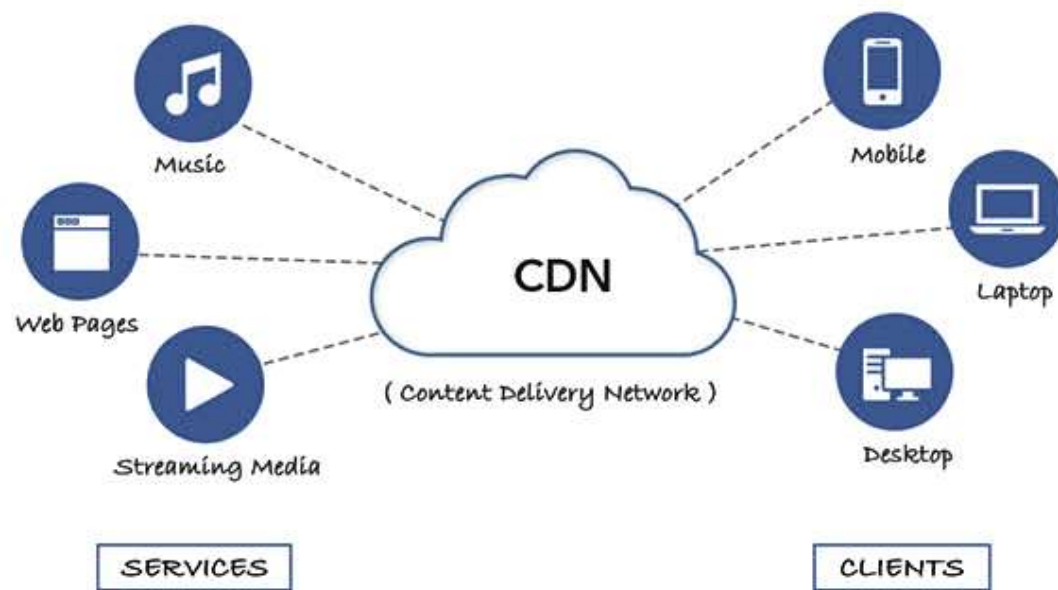 Music
Mobile
Web Pages
CDN
Laptop
( Content Delivery Network )
Streaming Media
Desktop
SERVICES
CLIENTS